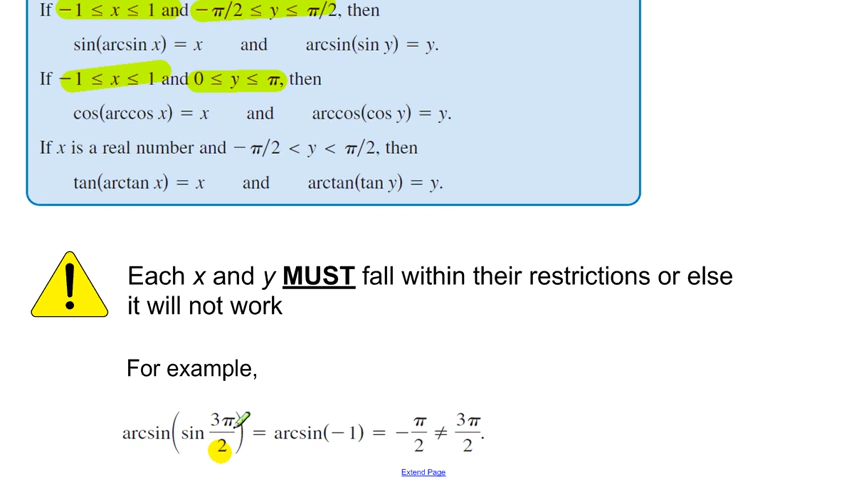 If −1 ≤ x ≤ 1 and −π/2 ≤ y ≤ π/2, then
sin(arcsin x) = x and arcsin(sin y) = y.
If −1 ≤ x ≤ 1 and 0 ≤ y ≤ π, then
cos(arccos x) = x and arccos(cos y) = y.
If x is a real number and −π/2 < y < π/2, then
tan(arctan x) = x and arctan(tan y) = y.
Each x and y MUST fall within their restrictions or else
it will not work
For example,
arcsin(sin 3π/2) = arcsin(−1) = −π/2 ≠ 3π/2.
Extend Page